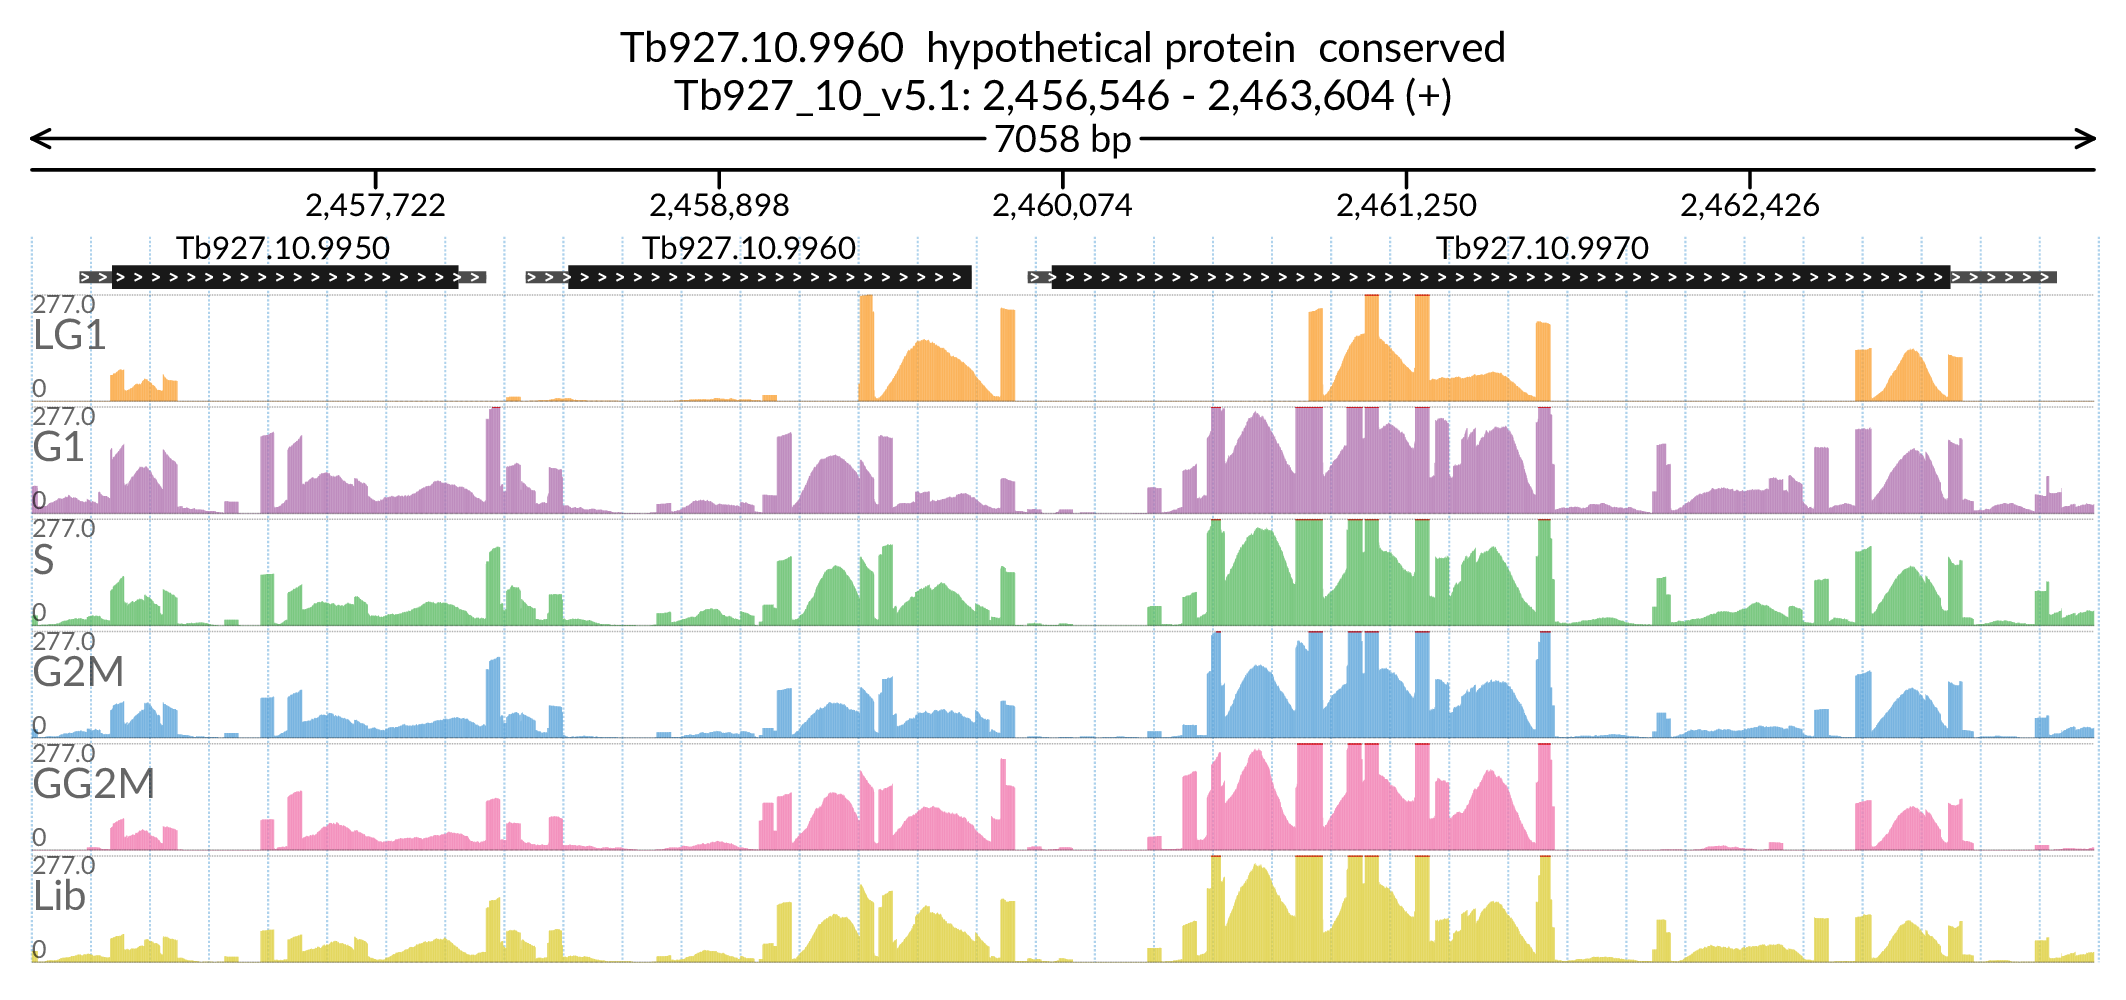 Tb927.10.9960  hypothetical protein  conserved
Tb927_10_v5.1: 2,456,546 - 2,463,604 (+)
7058 bp
2,457,722 2,458,898 2,460,074 2,461,250 2,462,426
Tb927.10.9950 Tb927.10.9960 Tb927.10.9970
277.0
LG1
0
277.0
G1
0
277.0
S
0
277.0
G2M
0
277.0
GG2M
0
277.0
Lib
0